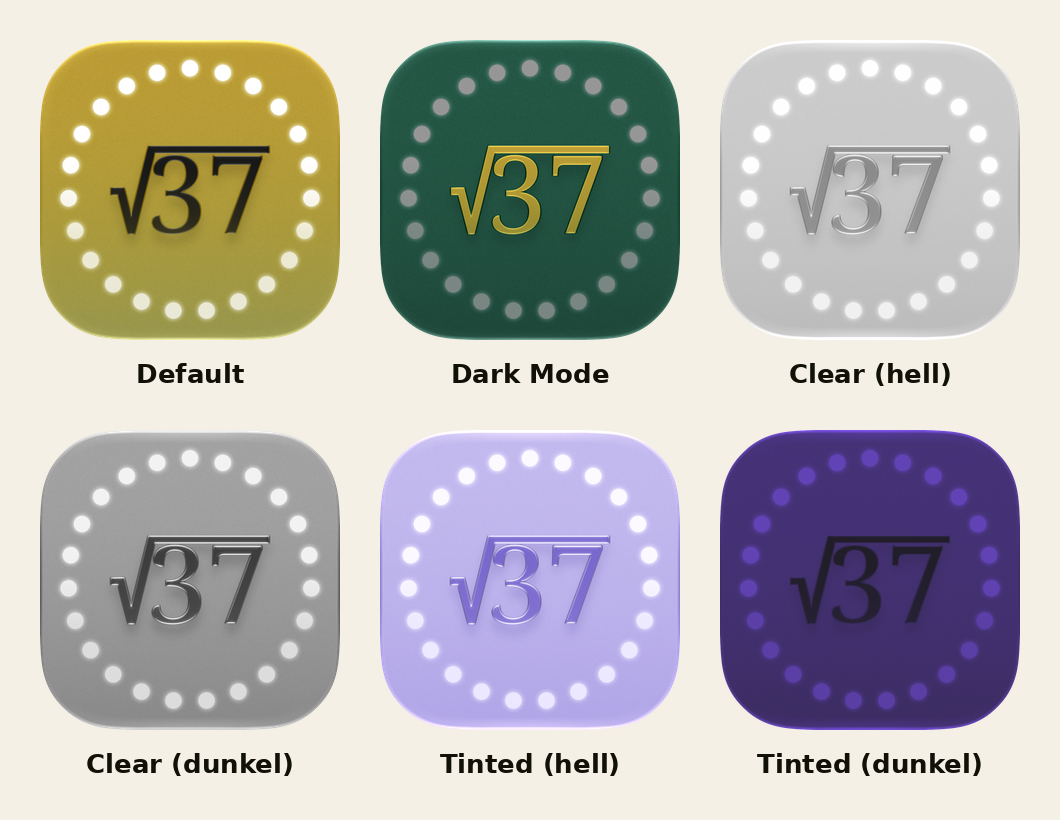 √37 √37 √37
Default Dark Mode Clear (hell)
√37 √37 √37
Clear (dunkel) Tinted (hell) Tinted (dunkel)